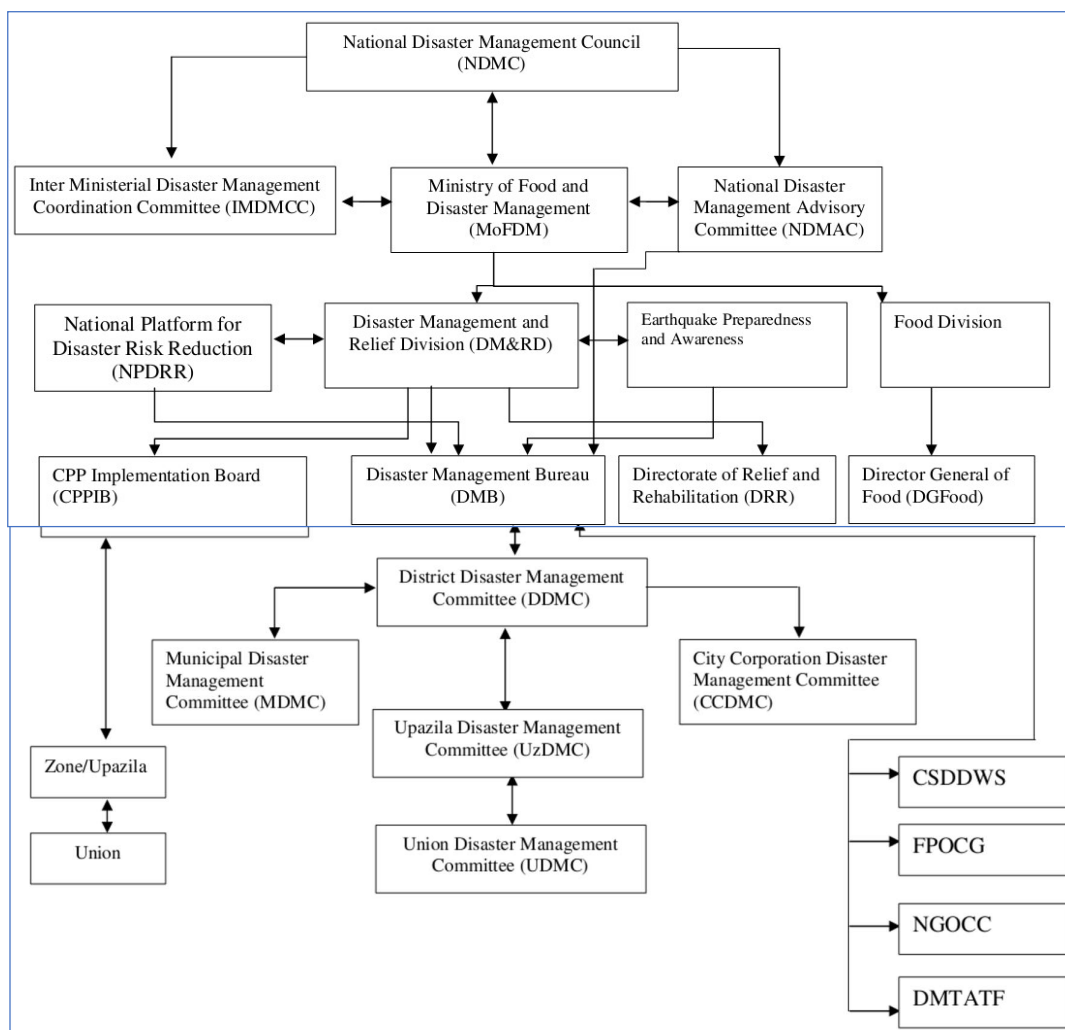 National Disaster Management Council
(NDMC)
Inter Ministerial Disaster Management
Coordination Committee (IMDMCC)
Ministry of Food and
Disaster Management
(MoFDM)
National Disaster
Management Advisory
Committee (NDMAC)
National Platform for
Disaster Risk Reduction
(NPDRR)
Disaster Management and
Relief Division (DM&RD)
Earthquake Preparedness
and Awareness
Food Division
CPP Implementation Board
(CPPIB)
Disaster Management Bureau
(DMB)
Directorate of Relief and
Rehabilitation (DRR)
Director General of
Food (DGFood)
District Disaster Management
Committee (DDMC)
Municipal Disaster
Management
Committee (MDMC)
City Corporation Disaster
Management Committee
(CCDMC)
Upazila Disaster Management
Committee (UzDMC)
Zone/Upazila
Union
Union Disaster Management
Committee (UDMC)
CSDDWS
FPOCG
NGOCC
DMTATF